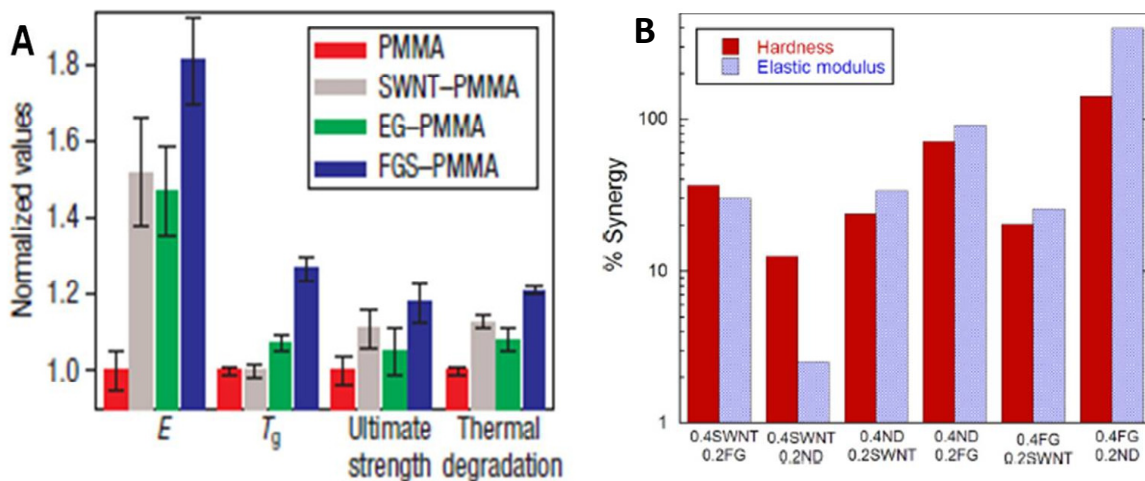 A
Normalized values
1.8
1.6
1.4
1.2
1.0
PMMA
SWNT–PMMA
EG–PMMA
FGS–PMMA
E
Tg
Ultimate
strength
Thermal
degradation
B
% Synergy
100
10
1
Hardness
Elastic modulus
0.4SWNT
0.2FG
0.4SWNT
0.2ND
0.4ND
0.2SWNT
0.4ND
0.2FG
0.4FG
0.2SWNT
0.4FG
0.2ND